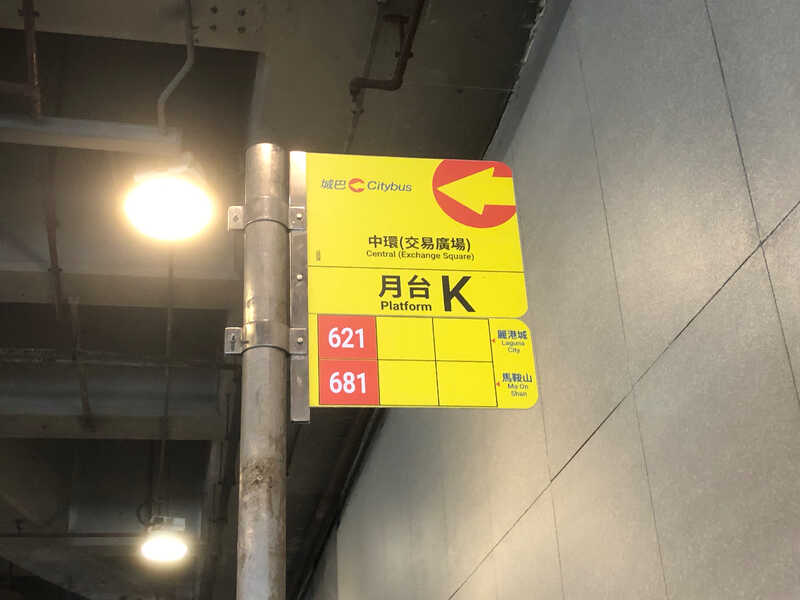 城巴 Citybus
中環(交易廣場)
Central (Exchange Square)
月台 K
Platform
621
麗港城
Laguna
City
681
馬鞍山
Ma On
Shan